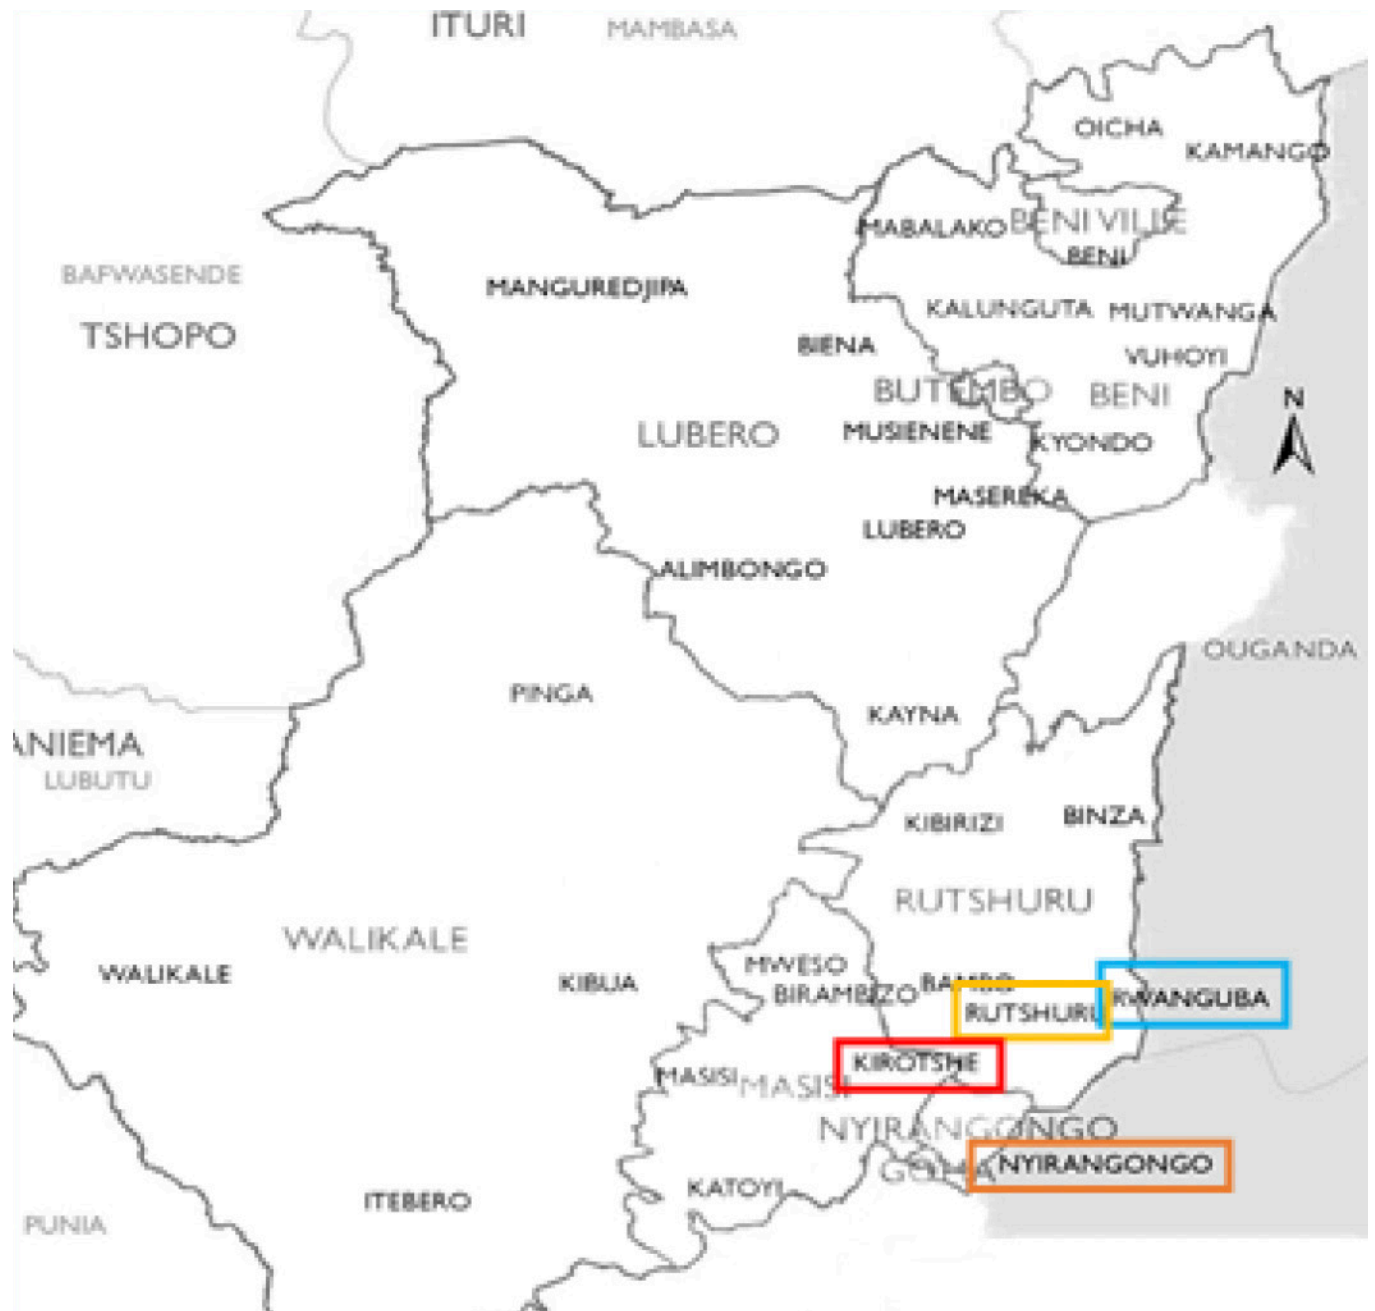 ITURI
MAMBASA
OICHA
KAMANGO
MABALAKO
BENI VILLE
BENI
BAFWASENDE
MANGUREDJIPA
KALUNGUTA
MUTWANGA
TSHOPO
BIENA
VUHOYI
BUTEMBO
BENI
N
LUBERO
MUSIENENE
KYONDO
MASEREKA
LUBERO
ALIMBONGO
OUGANDA
PINGA
KAYNA
ANIEMA
LUBUTU
KIBIRIZI
BINZA
RUTSHURU
WALIKALE
WALIKALE
KIBUA
MWESO
BAMBO
BIRAMBIZO
RWANGUBA
RUTSHURU
KIROTSHE
MASISI
MASISI
NYIRANGONGO
GOMA
NYIRANGONGO
KATOYI
ITEBERO
PUNIA